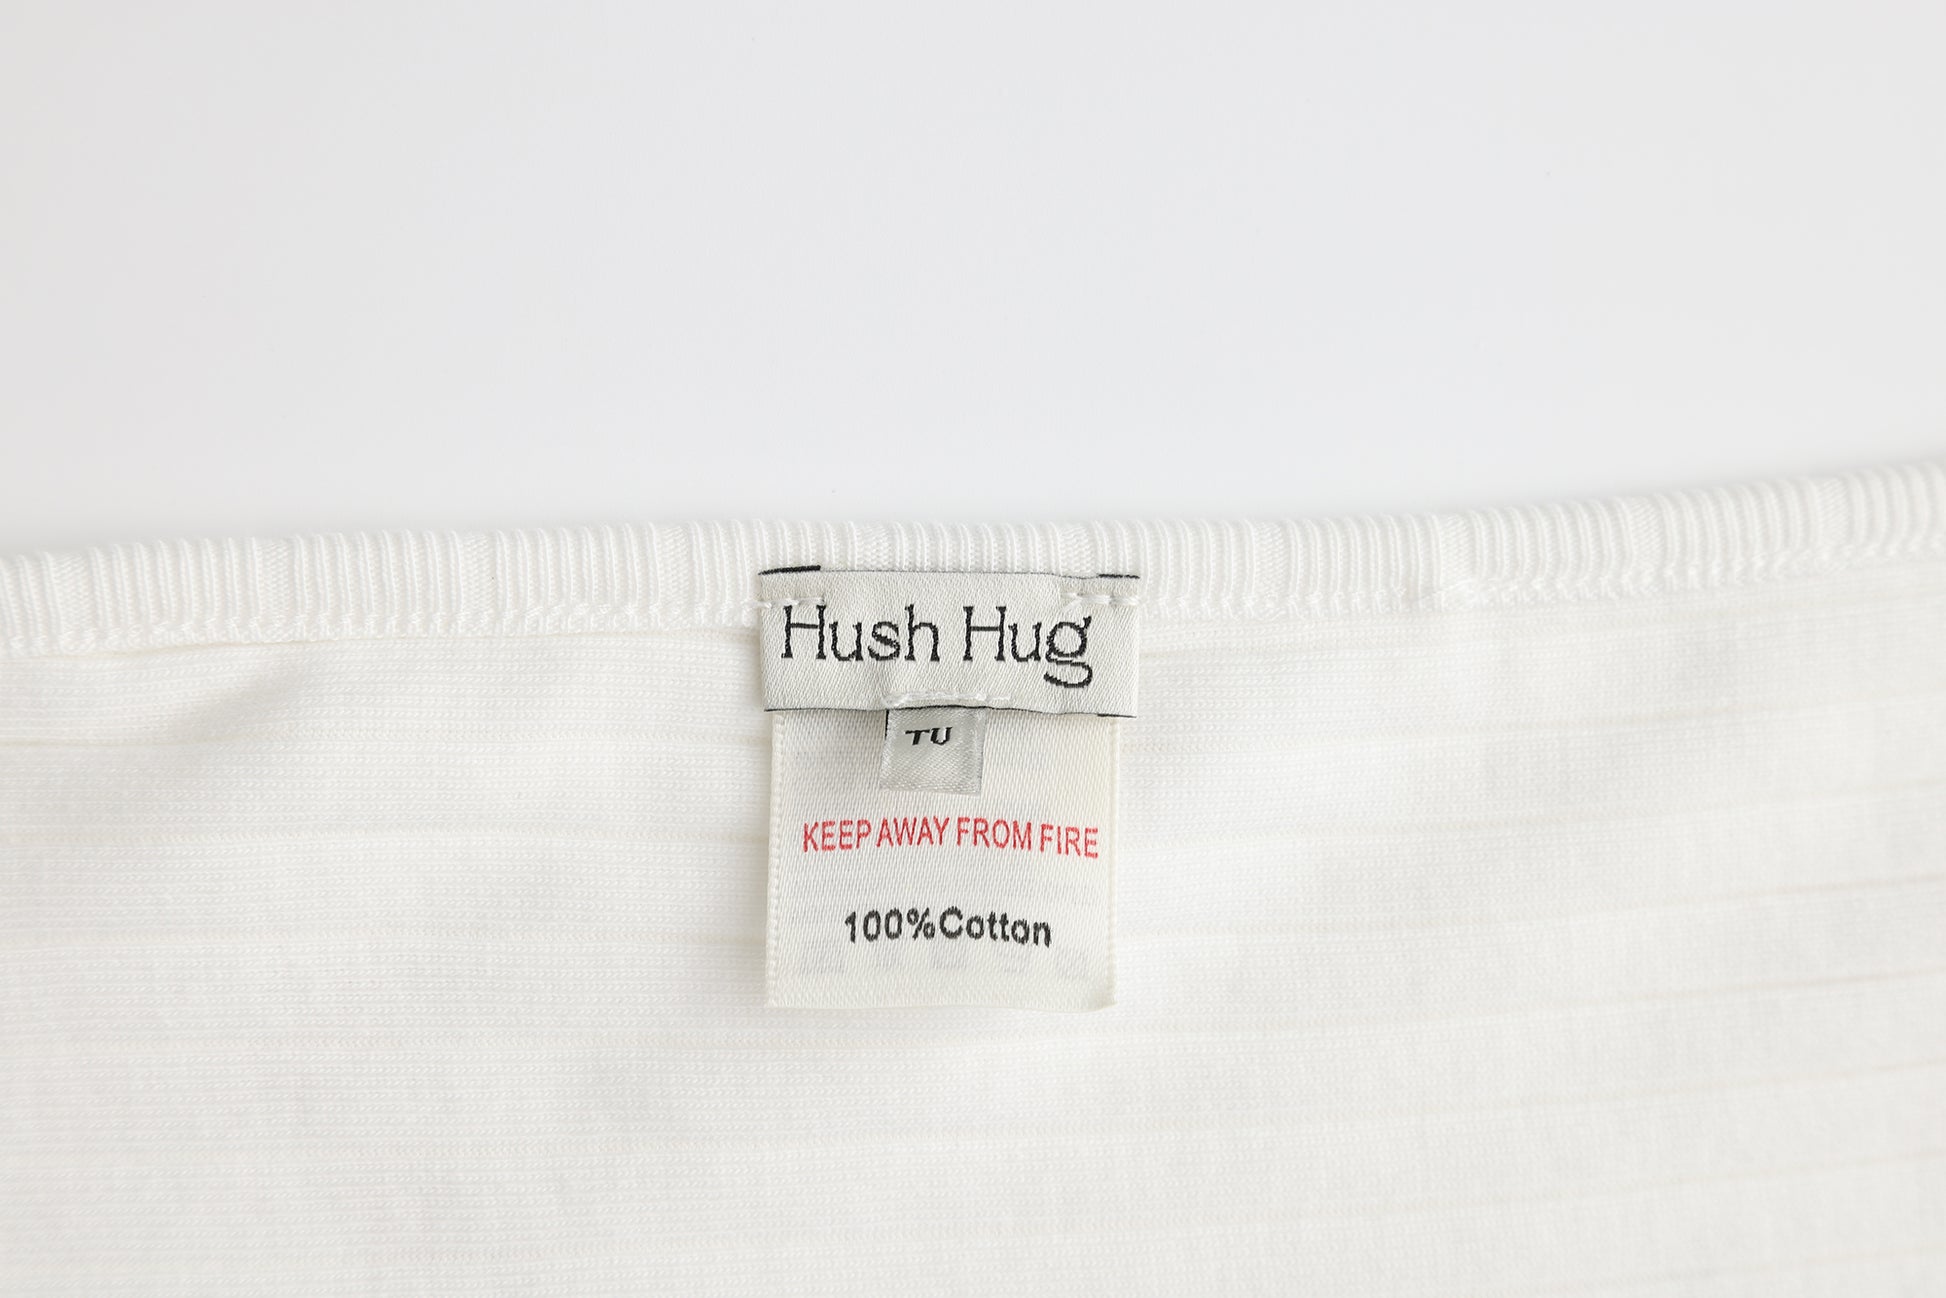 Hush Hug
TU
KEEP AWAY FROM FIRE
100%Cotton